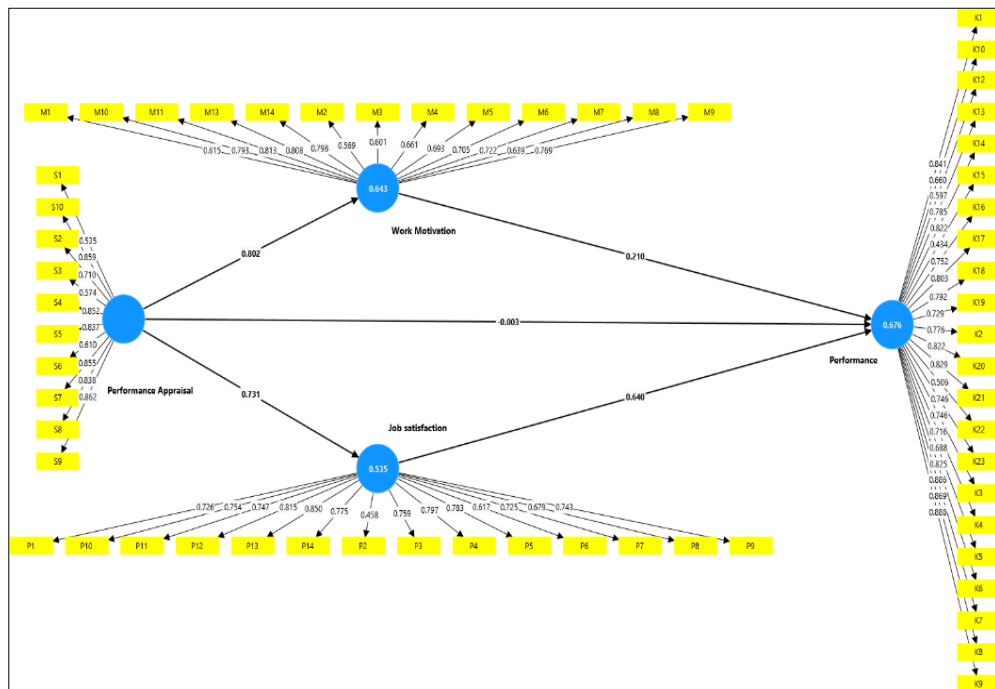 M1 M10 M11 M13 M14 M2 M3 M4 M5 M6 M7 M8 M9
0.615 0.793 0.813 0.808 0.798 0.569 0.601 0.661 0.693 0.705 0.722 0.639 0.769
0.643
Work Motivation
S1
S10
S2
S3
S4
S5
S6
S7
S8
S9
0.535
0.859
0.710
0.574
0.852
0.837
0.610
0.855
0.838
0.862
Performance Appraisal
0.802
0.210
-0.003
0.731
0.640
Job satisfaction
0.535
0.726 0.754 0.747 0.815 0.850 0.775 0.458 0.759 0.797 0.783 0.617 0.725 0.679 0.743
P1 P10 P11 P12 P13 P14 P2 P3 P4 P5 P6 P7 P8 P9
0.676
Performance
0.841
0.660
0.597
0.785
0.822
0.434
0.752
0.803
0.792
0.729
0.776
0.822
0.829
0.506
0.746
0.746
0.716
0.688
0.825
0.886
0.869
0.888
K1
K10
K12
K13
K14
K15
K16
K17
K18
K19
K2
K20
K21
K22
K23
K3
K4
K5
K6
K7
K8
K9